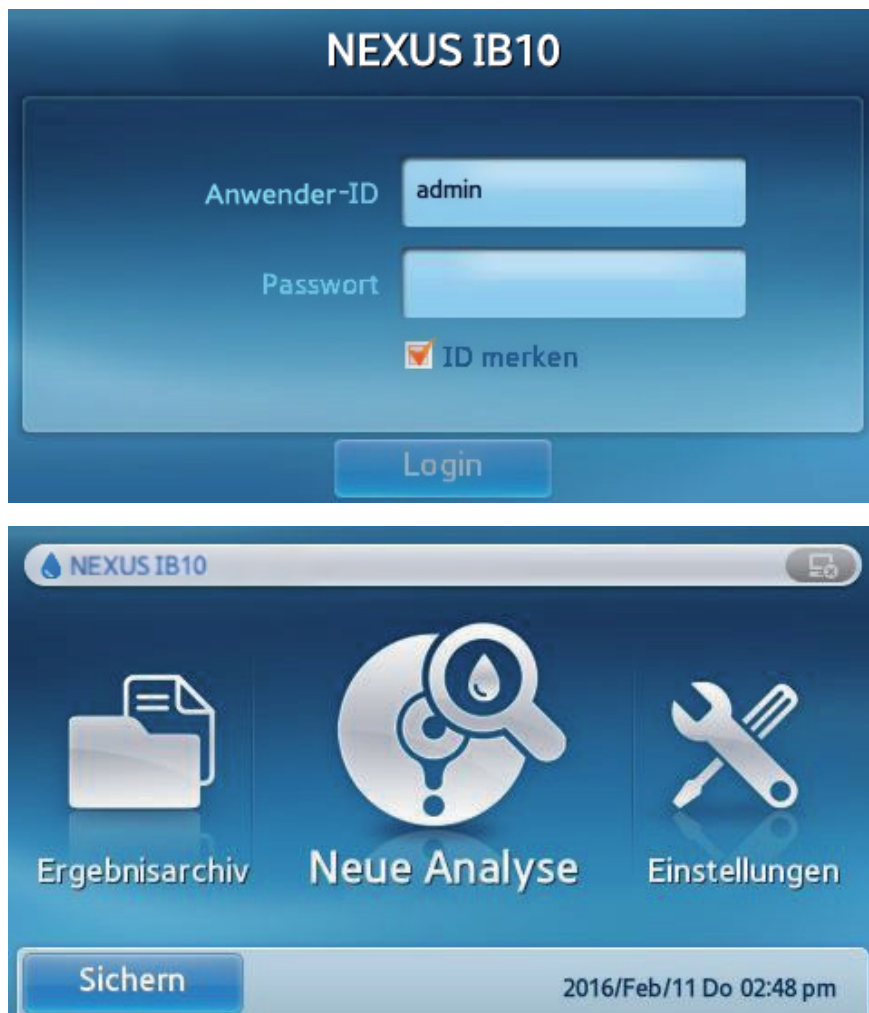 NEXUS IB10
Anwender-ID admin
Passwort
ID merken
Login
NEXUS IB10
Ergebnisarchiv Neue Analyse Einstellungen
Sichern 2016/Feb/11 Do 02:48 pm